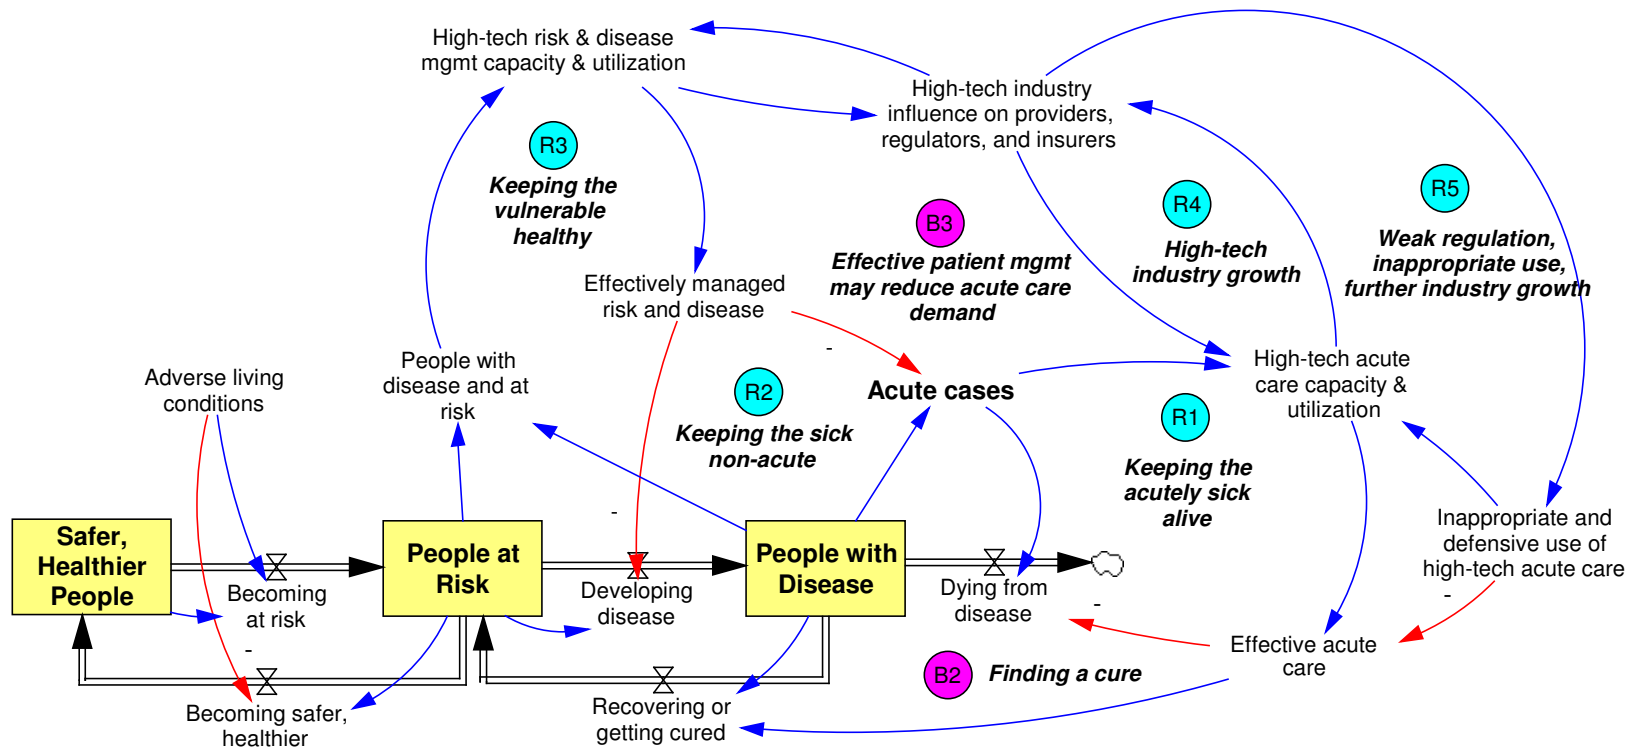 High-tech risk & disease
mgmt capacity & utilization
High-tech industry
influence on providers,
regulators, and insurers
R3
Keeping the
vulnerable
healthy
B3
Effective patient mgmt
may reduce acute care
demand
R4
High-tech
industry growth
R5
Weak regulation,
inappropriate use,
further industry growth
Effectively managed
risk and disease
-
People with
disease and at
risk
Adverse living
conditions
R2
Keeping the sick
non-acute
Acute cases
High-tech acute
care capacity &
utilization
R1
Keeping the
acutely sick
alive
-
Safer,
Healthier
People
People at
Risk
People with
Disease
Inappropriate and
defensive use of
high-tech acute care
-
Becoming
at risk
Developing
disease
Dying from
disease
-
-
Effective acute
care
B2
Finding a cure
Becoming safer,
healthier
Recovering or
getting cured